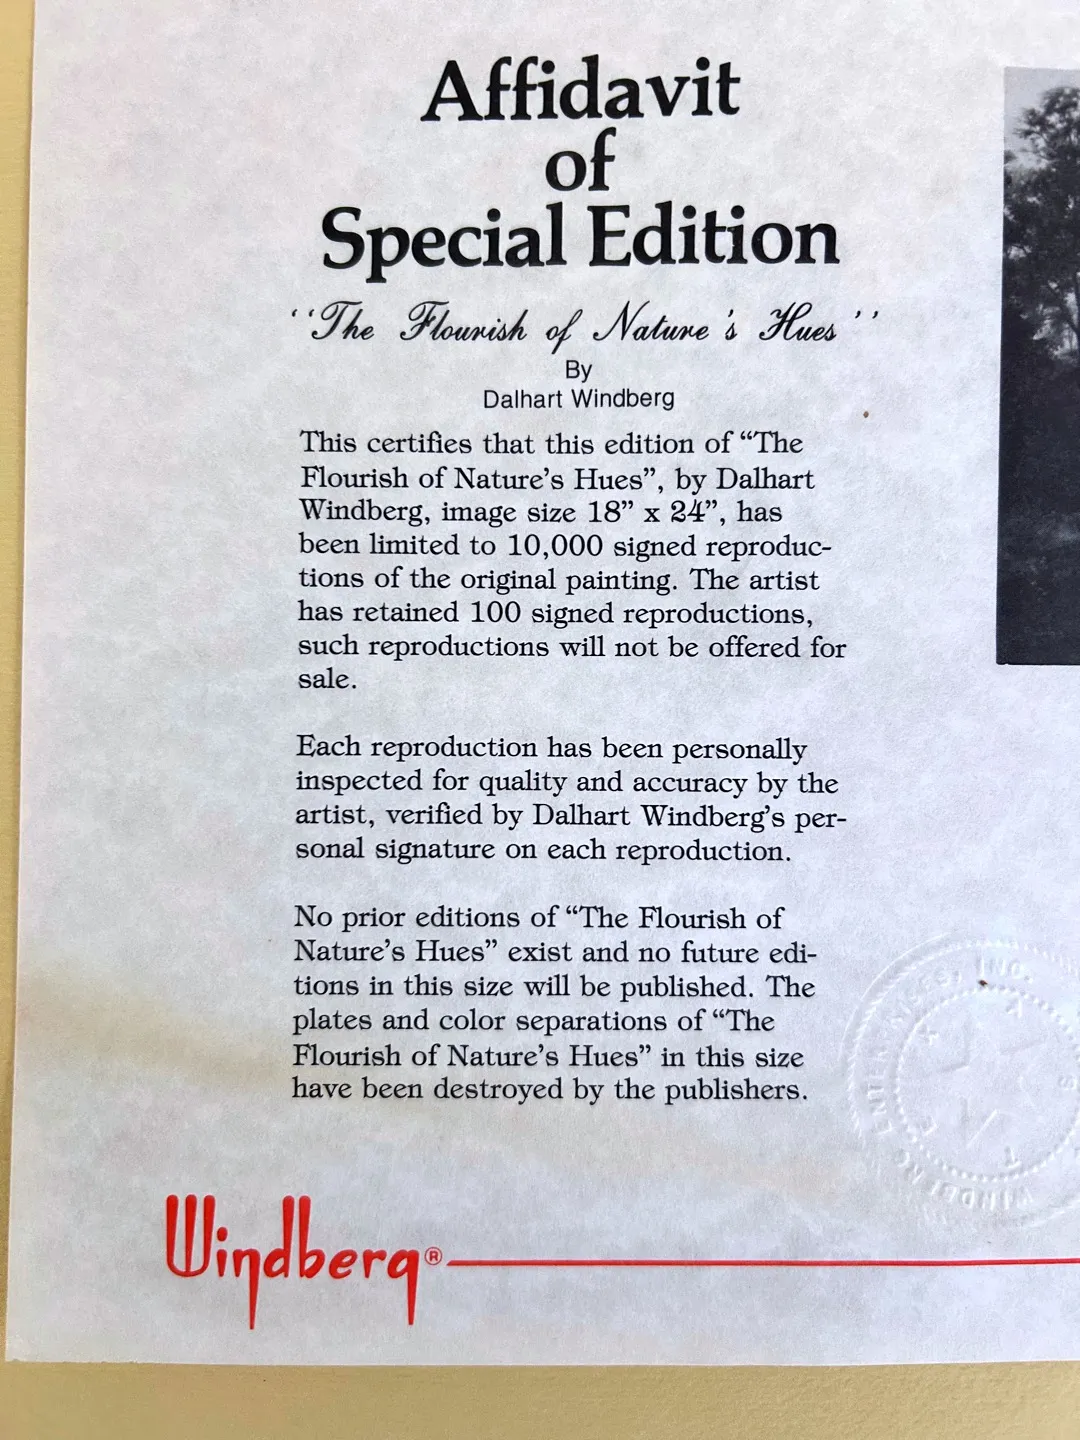 Affidavit
of
Special Edition
‘‘The Flourish of Nature's Hues’’
By
Dalhart Windberg
This certifies that this edition of “The
Flourish of Nature’s Hues”, by Dalhart
Windberg, image size 18” x 24”, has
been limited to 10,000 signed reproduc-
tions of the original painting. The artist
has retained 100 signed reproductions,
such reproductions will not be offered for
sale.
Each reproduction has been personally
inspected for quality and accuracy by the
artist, verified by Dalhart Windberg’s per-
sonal signature on each reproduction.
No prior editions of “The Flourish of
Nature’s Hues” exist and no future edi-
tions in this size will be published. The
plates and color separations of “The
Flourish of Nature’s Hues” in this size
have been destroyed by the publishers.
INC.
Windberg®